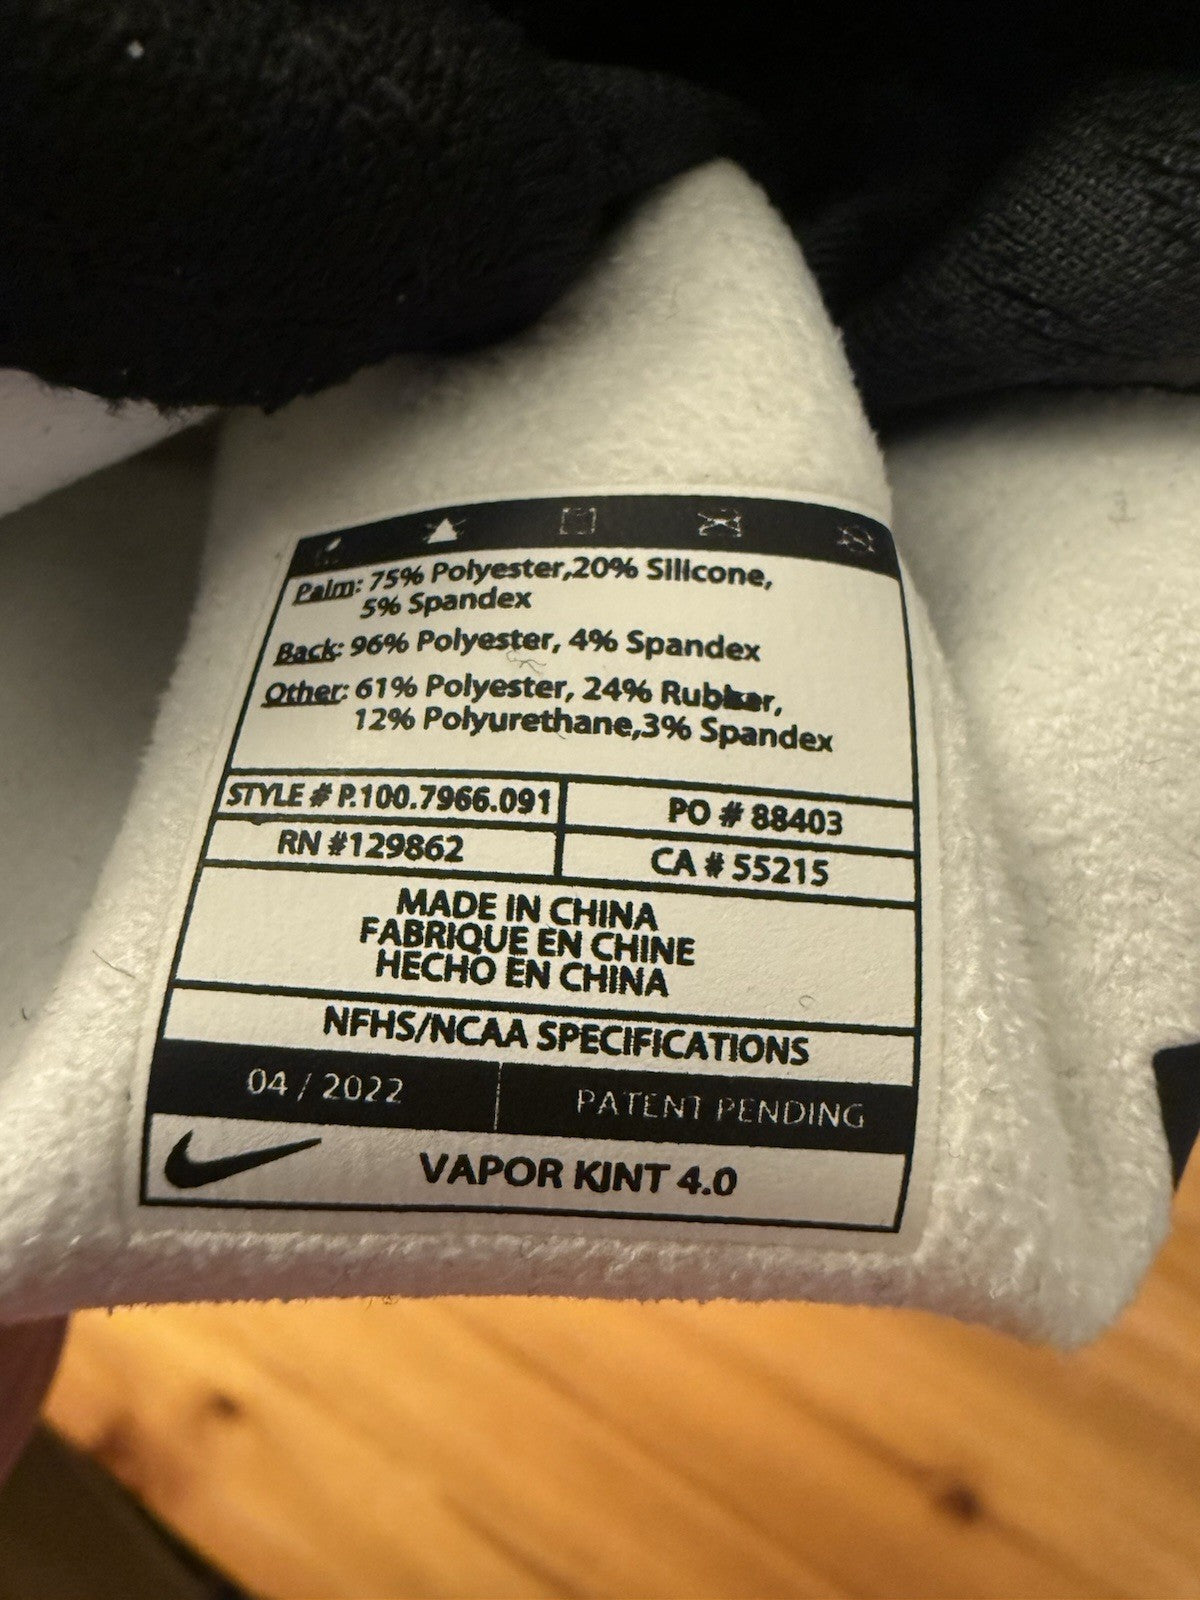 Palm: 75% Polyester,20% Silicone,
5% Spandex
Back: 96% Polyester, 4% Spandex
Other: 61% Polyester, 24% Rubber,
12% Polyurethane,3% Spandex
STYLE # P.100.7966.091
PO # 88403
RN #129862
CA # 55215
MADE IN CHINA
FABRIQUE EN CHINE
HECHO EN CHINA
NFHS/NCAA SPECIFICATIONS
04 / 2022
PATENT PENDING
VAPOR KJNT 4.0